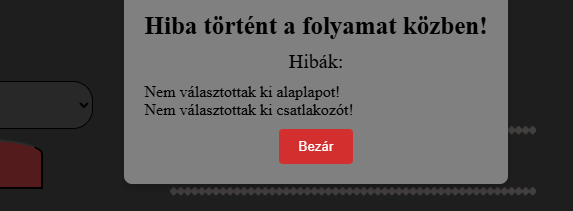 Hiba történt a folyamat közben!
Hibák:
Nem választottak ki alaplapot!
Nem választottak ki csatlakozót!
Bezár